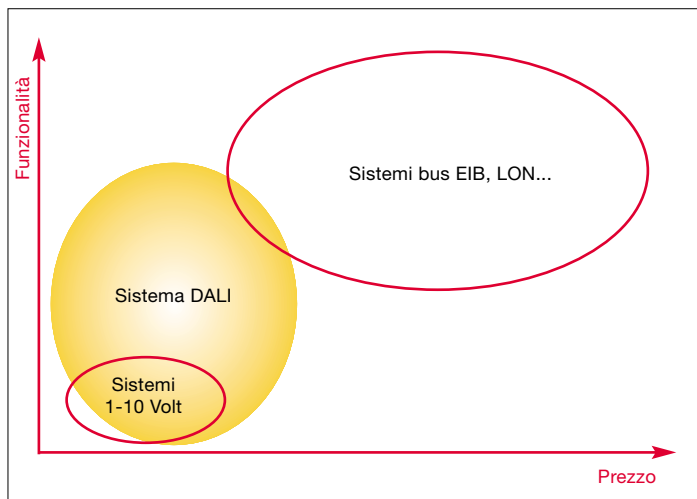 Funzionalità
Sistemi bus EIB, LON...
Sistema DALI
Sistemi
1-10 Volt
Prezzo